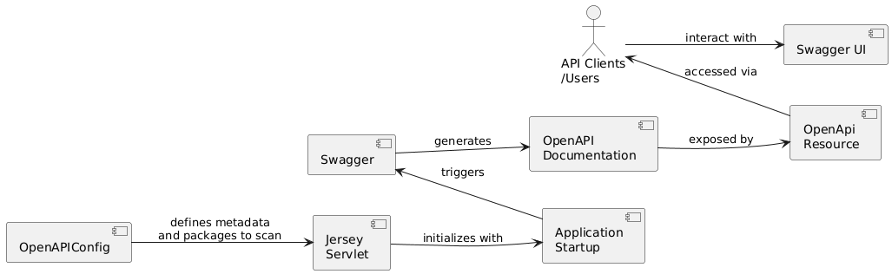 interact with
Swagger UI
API Clients
/Users
accessed via
OpenApi
Resource
Swagger
generates
OpenAPI
Documentation
exposed by
triggers
OpenAPIConfig
defines metadata
and packages to scan
Jersey
Servlet
initializes with
Application
Startup